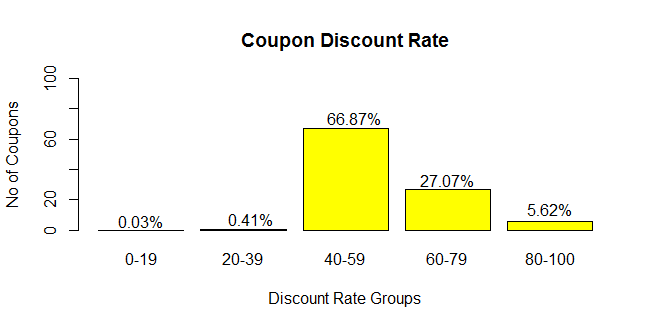 Coupon Discount Rate
No of Coupons
100
60
20
0
0.03%
0.41%
66.87%
27.07%
5.62%
0-19 20-39 40-59 60-79 80-100
Discount Rate Groups